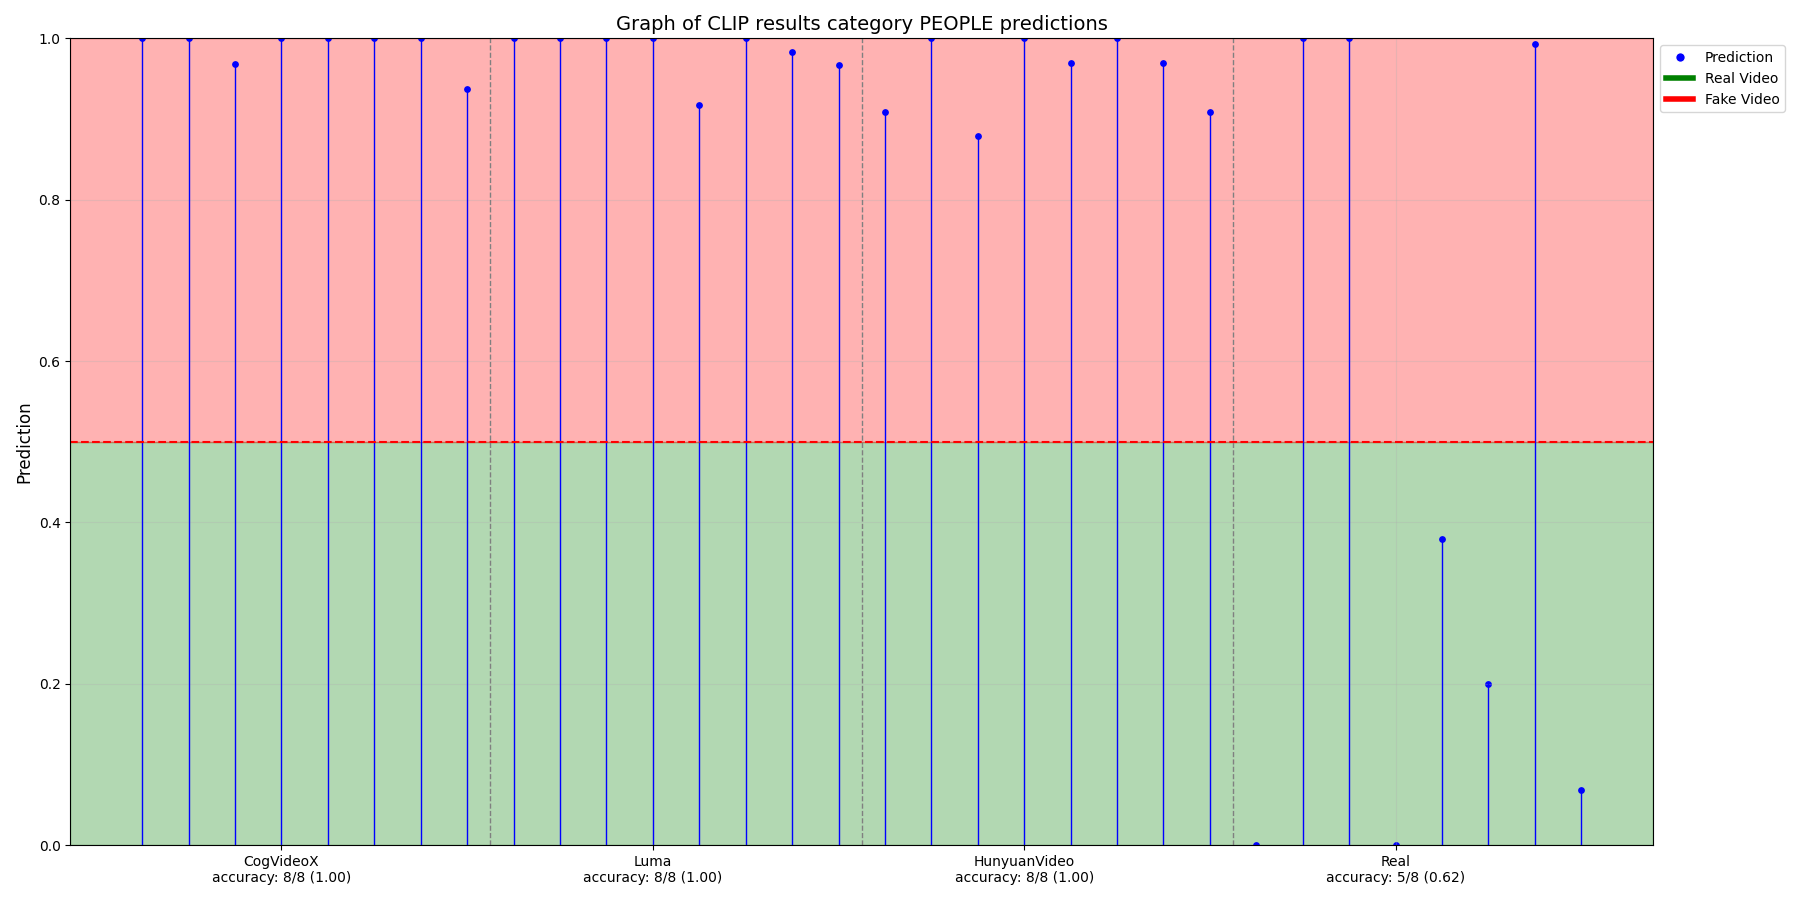 Graph of CLIP results category PEOPLE predictions
Prediction
Real Video
Fake Video
Prediction
1.0
0.8
0.6
0.4
0.2
0.0
CogVideoX
accuracy: 8/8 (1.00)
Luma
accuracy: 8/8 (1.00)
HunyuanVideo
accuracy: 8/8 (1.00)
Real
accuracy: 5/8 (0.62)